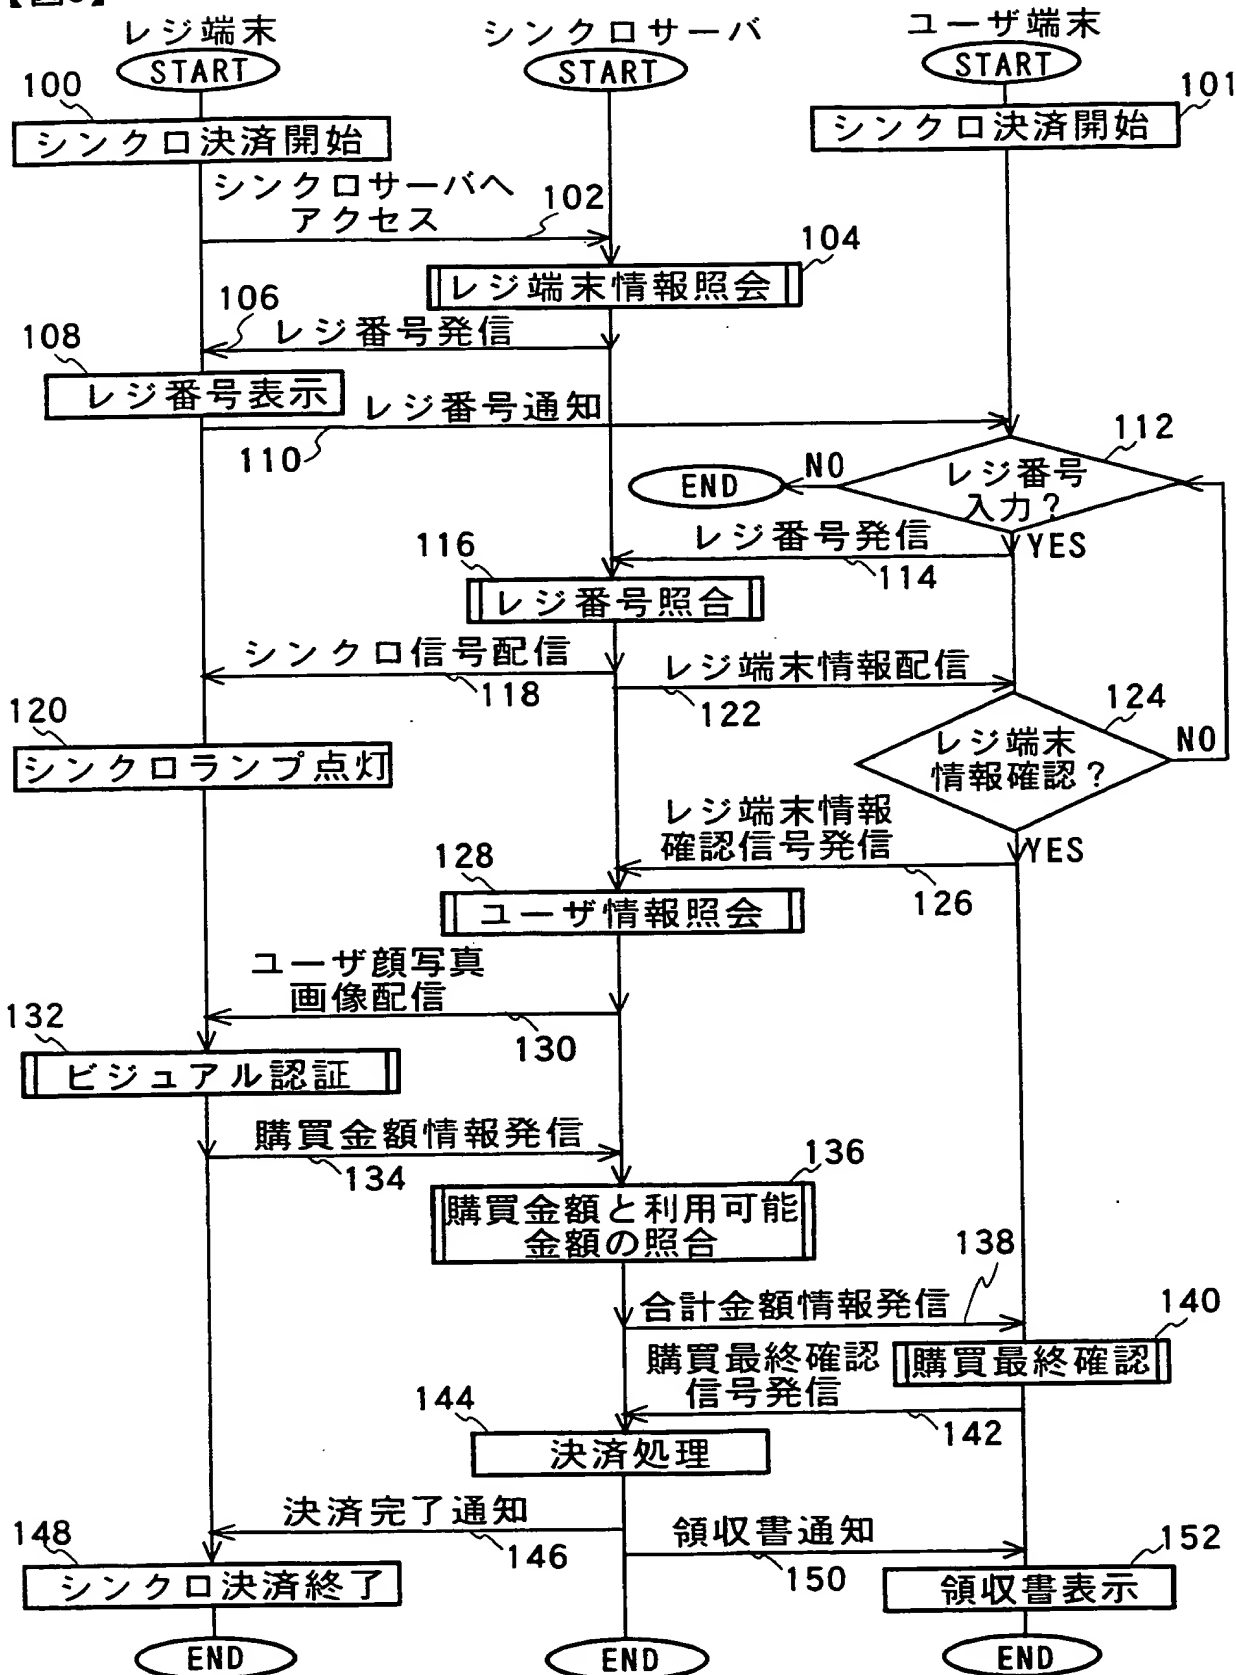 レジ端末
シンクロサーバ
ユーザ端末
START
START
START
100
101
シンクロ決済開始
シンクロ決済開始
シンクロサーバへ
アクセス
102
104
レジ端末情報照会
106
レジ番号発信
108
レジ番号表示
レジ番号通知
110
112
レジ番号
入力?
NO
END
YES
レジ番号発信
114
116
レジ番号照合
シンクロ信号配信
118
レジ端末情報配信
122
120
シンクロランプ点灯
124
レジ端末
情報確認?
NO
YES
レジ端末情報
確認信号発信
126
128
ユーザ情報照会
ユーザ顔写真
画像配信
130
132
ビジュアル認証
購買金額情報発信
134
136
購買金額と利用可能
金額の照合
138
合計金額情報発信
140
購買最終確認
購買最終確認
信号発信
142
144
決済処理
決済完了通知
146
領収書通知
150
148
シンクロ決済終了
152
領収書表示
END
END
END